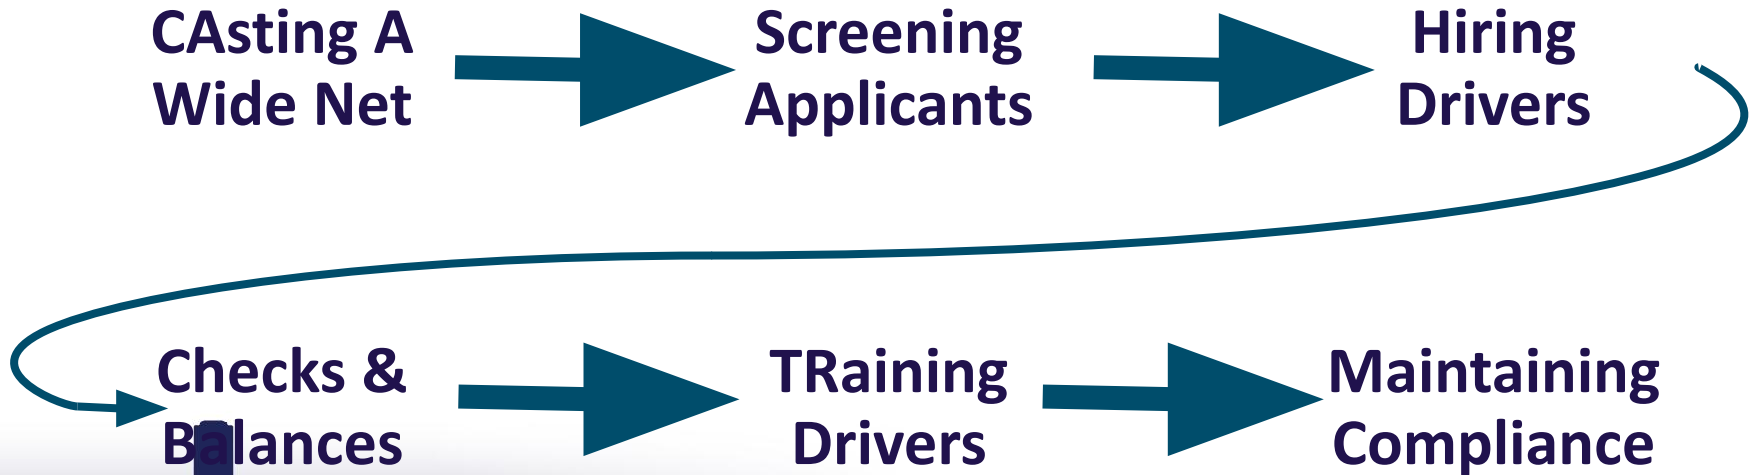 CAsting A
Wide Net
Screening
Applicants
Hiring
Drivers
Checks &
Balances
TRaining
Drivers
Maintaining
Compliance